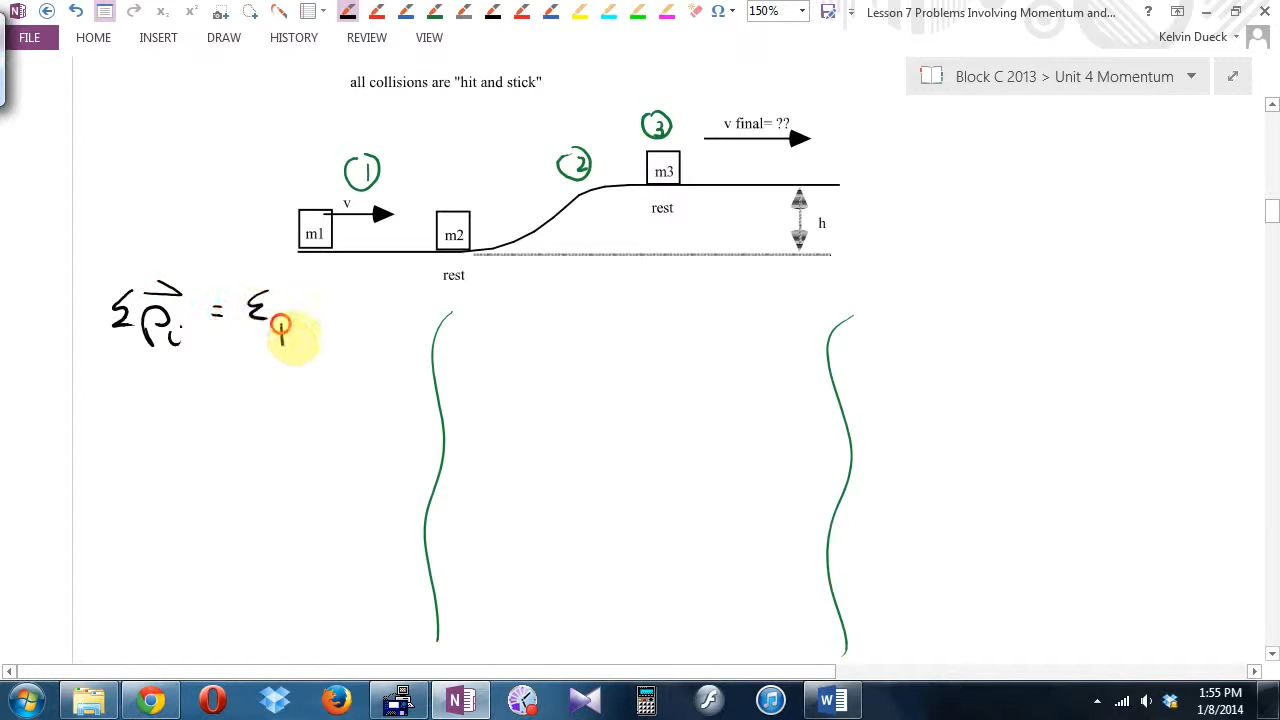 150%
Lesson 7 Problems Involving Momentum and...
?
FILE HOME INSERT DRAW HISTORY REVIEW VIEW
Kelvin Dueck
Block C 2013 > Unit 4 Momentum
all collisions are "hit and stick"
3
v final= ??
1
2
v
m3
m1
m2
rest
h
rest
Σp⃗i = Σp
1:55 PM
1/8/2014